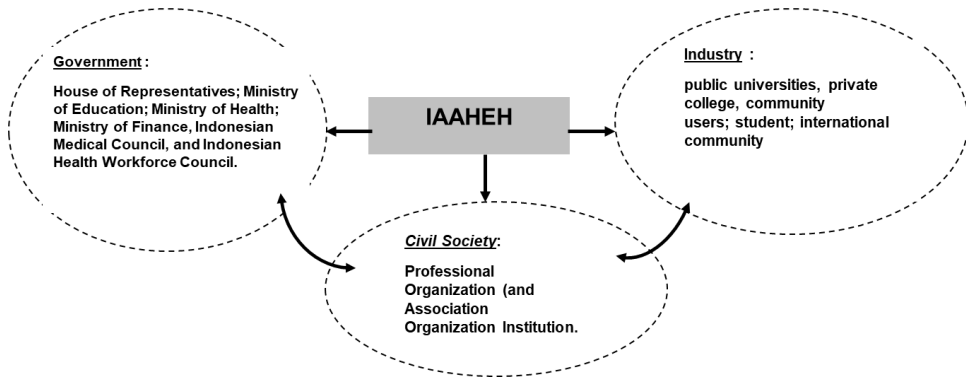 Government :
House of Representatives; Ministry
of Education; Ministry of Health;
Ministry of Finance, Indonesian
Medical Council, and Indonesian
Health Workforce Council.
IAAHEH
Industry :
public universities, private
college, community
users; student; international
community
Civil Society:
Professional
Organization (and
Association
Organization Institution.